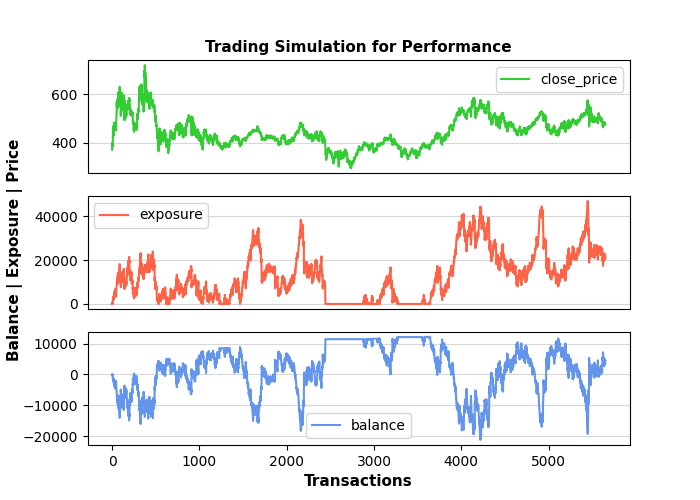 Trading Simulation for Performance
close_price
600
400
exposure
40000
20000
0
Balance | Exposure | Price
10000
0
−10000
−20000
balance
0 1000 2000 3000 4000 5000
Transactions